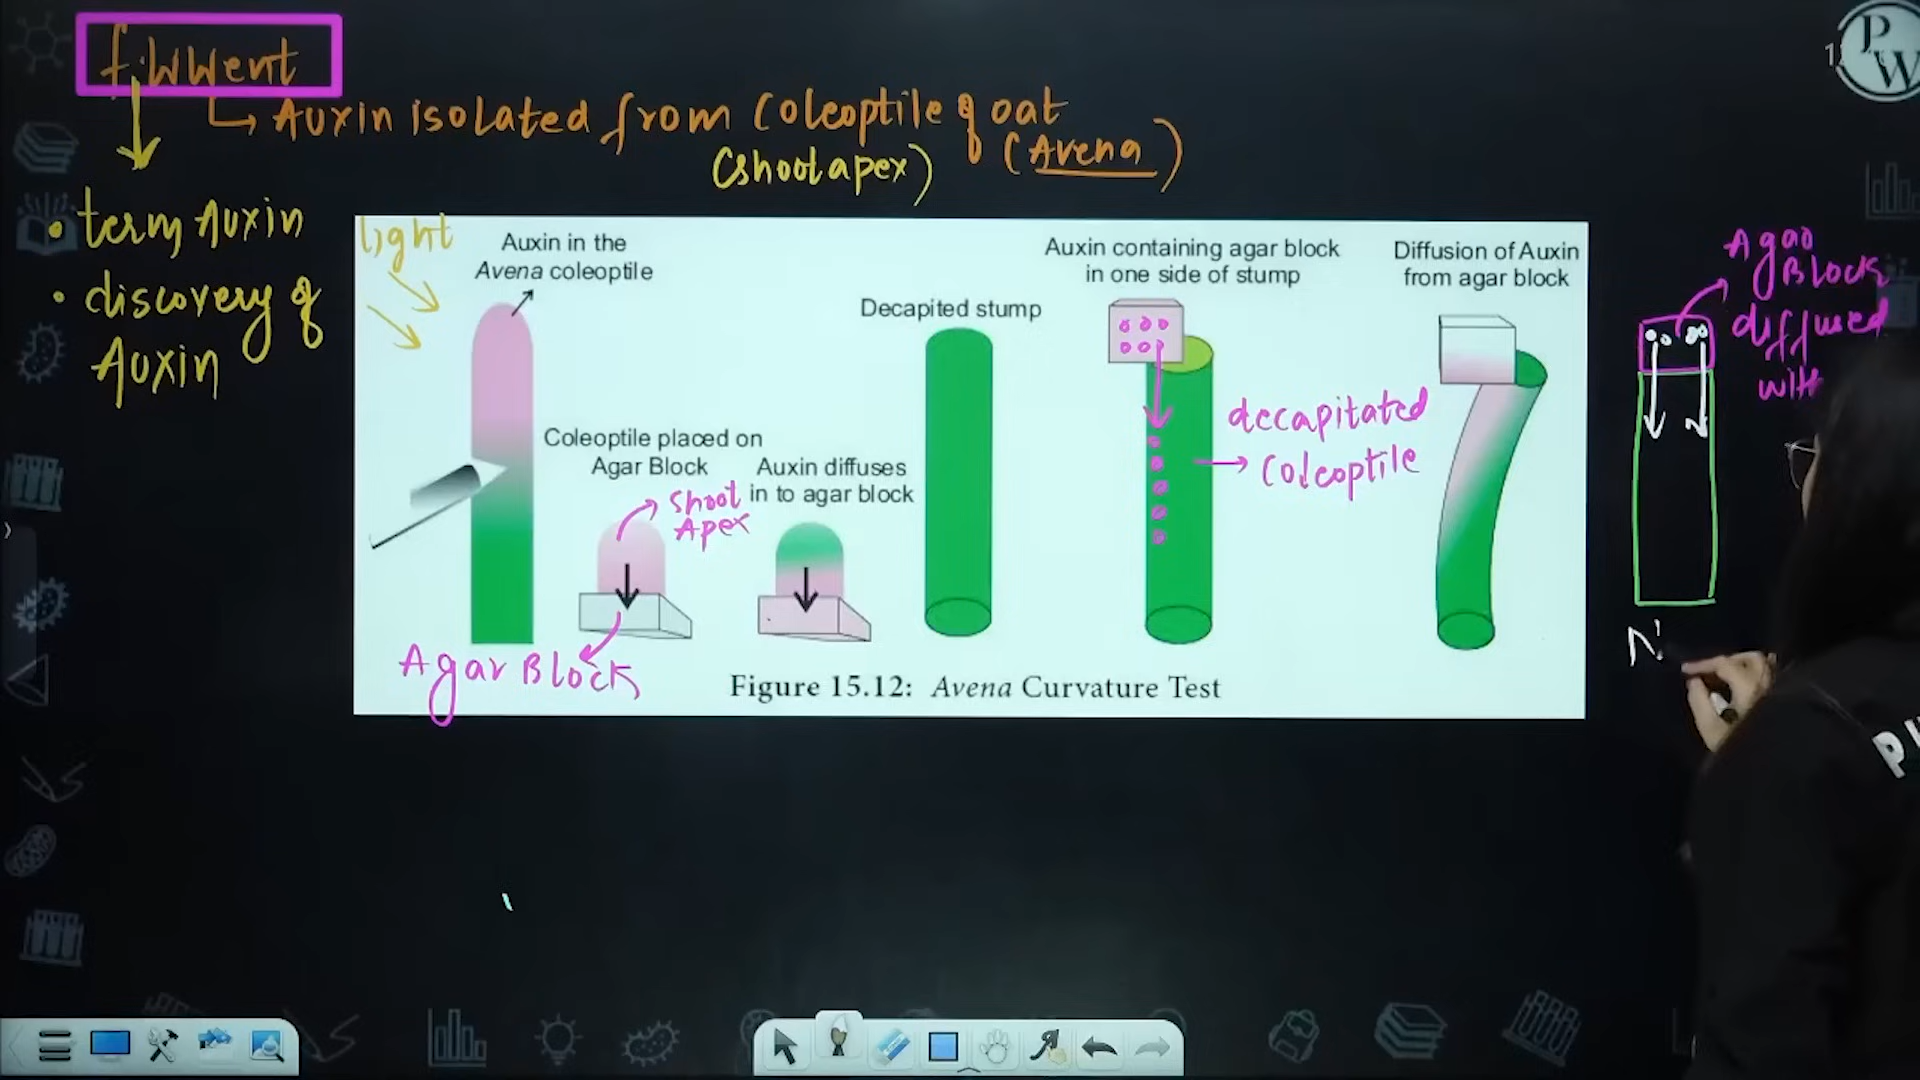 f.W Went
Auxin isolated from Coleoptile of oat
(shoot apex) (Avena)
• term Auxin
• discovery of
Auxin
light
Auxin in the
Avena coleoptile
Coleoptile placed on
Agar Block
Shoot
Apex
Auxin diffuses
in to agar block
Agar Block
Decapited stump
Auxin containing agar block
in one side of stump
decapitated
Coleoptile
Diffusion of Auxin
from agar block
Figure 15.12: Avena Curvature Test
Agar
Block
diffused
with
P
W